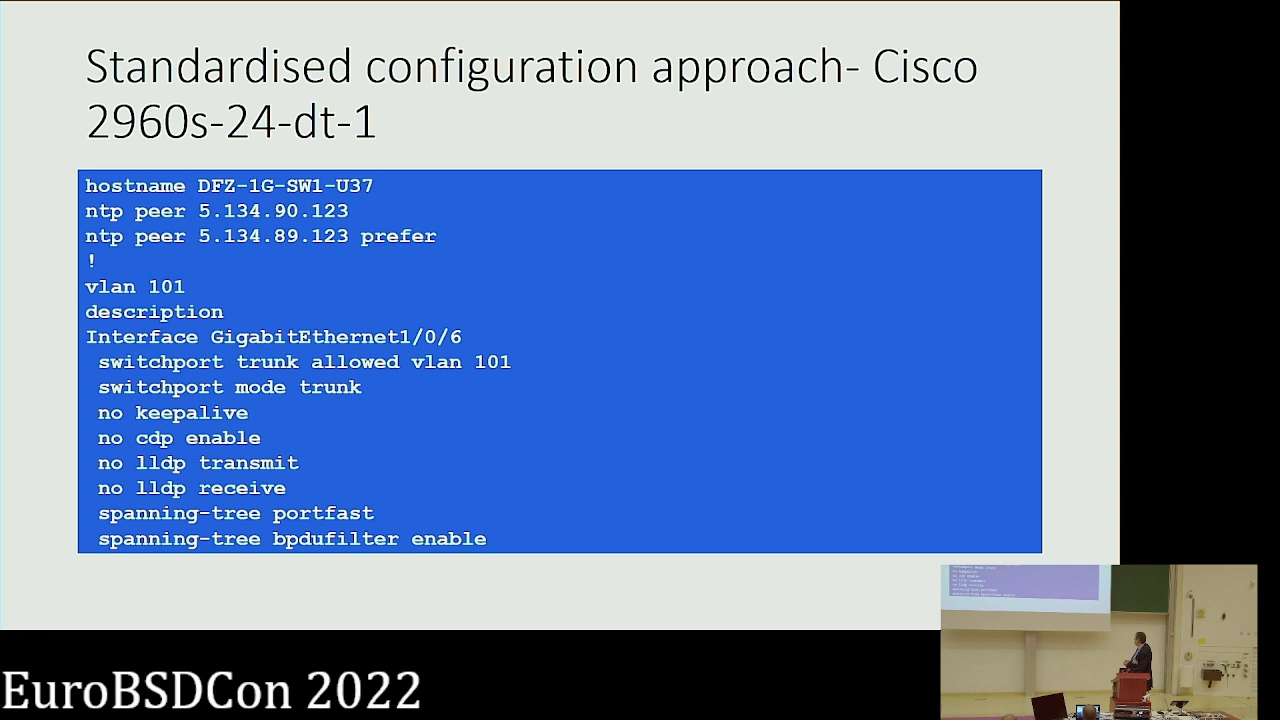 Standardised configuration approach- Cisco
2960s-24-dt-1
hostname DFZ-1G-SW1-U37
ntp peer 5.134.90.123
ntp peer 5.134.89.123 prefer
!
vlan 101
description
Interface GigabitEthernet1/0/6
switchport trunk allowed vlan 101
switchport mode trunk
no keepalive
no cdp enable
no lldp transmit
no lldp receive
spanning-tree portfast
spanning-tree bpdufilter enable
EuroBSDCon 2022